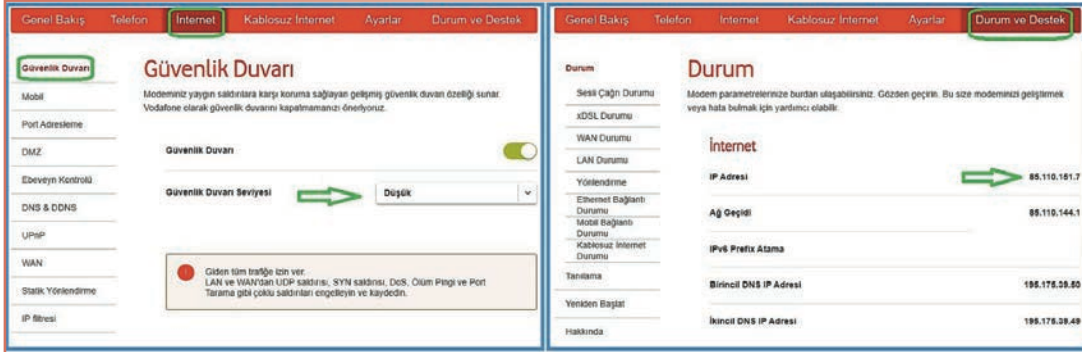 Genel Bakış Telefon İnternet Kablosuz İnternet Ayarlar Durum ve Destek
Güvenlik Duvarı
Mobil
Port Adresleme
DMZ
Ebeveyn Kontrolü
DNS & DDNS
UPnP
WAN
Statik Yönlendirme
IP filtresi
Güvenlik Duvarı
Modeminiz yaygın saldırılara karşı koruma sağlayan gelişmiş güvenlik duvarı özelliği sunar.
Vodafone olarak güvenlik duvarını kapatmamanızı öneriyoruz.
Güvenlik Duvarı
Güvenlik Duvarı Seviyesi Düşük
Giden tüm trafiğe izin ver.
LAN ve WAN'dan UDP saldırısı, SYN saldırısı, DoS, Ölüm Pingi ve Port
Tarama gibi çoklu saldırıları engelleyin ve kaydedin.
Genel Bakış Telefon İnternet Kablosuz İnternet Ayarlar Durum ve Destek
Durum
Sesli Çağrı Durumu
xDSL Durumu
WAN Durumu
LAN Durumu
Yönlendirme
Ethernet Bağlantı
Durumu
Mobil Bağlantı
Durumu
Kablosuz İnternet
Durumu
Tanılama
Yeniden Başlat
Hakkında
Durum
Modem parametrelerinize burdan ulaşabilirsiniz. Gözden geçirin. Bu size modeminizi geliştirmek
veya hata bulmak için yardımcı olabilir.
İnternet
IP Adresi 85.110.151.7
Ağ Geçidi 85.110.144.1
IPv6 Prefix Atama
Birincil DNS IP Adresi 195.175.39.50
İkincil DNS IP Adresi 195.175.39.49